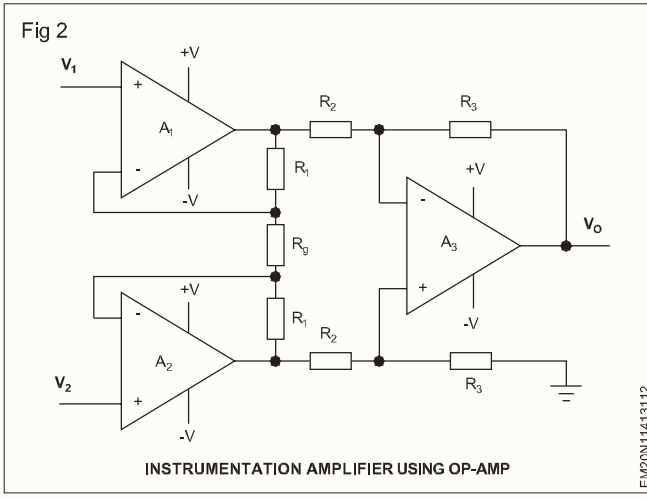 Fig 2
V1
+V
+
A1
-
-V
R2
R3
R1
Rg
R1
+V
-
A3
+
-V
VO
+V
-
A2
+
-V
V2
R2
R3
INSTRUMENTATION AMPLIFIER USING OP-AMP
EM20N11413112